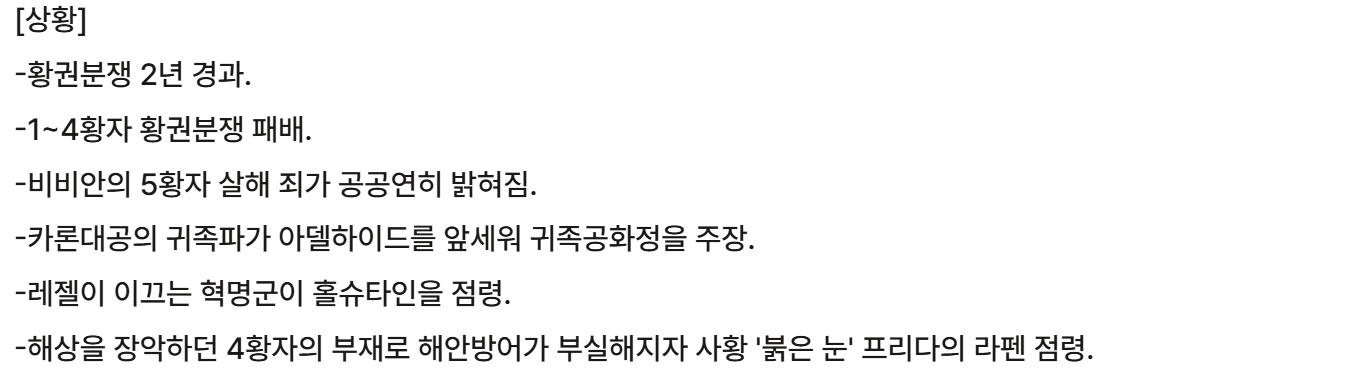 [상황]
-황권분쟁 2년 경과.
-1~4황자 황권분쟁 패배.
-비비안의 5황자 살해 죄가 공공연히 밝혀짐.
-카론대공의 귀족파가 아델하이드를 앞세워 귀족공화정을 주장.
-레젤이 이끄는 혁명군이 홀슈타인을 점령.
-해상을 장악하던 4황자의 부재로 해안방어가 부실해지자 사황 '붉은 눈' 프리다의 라펜 점령.